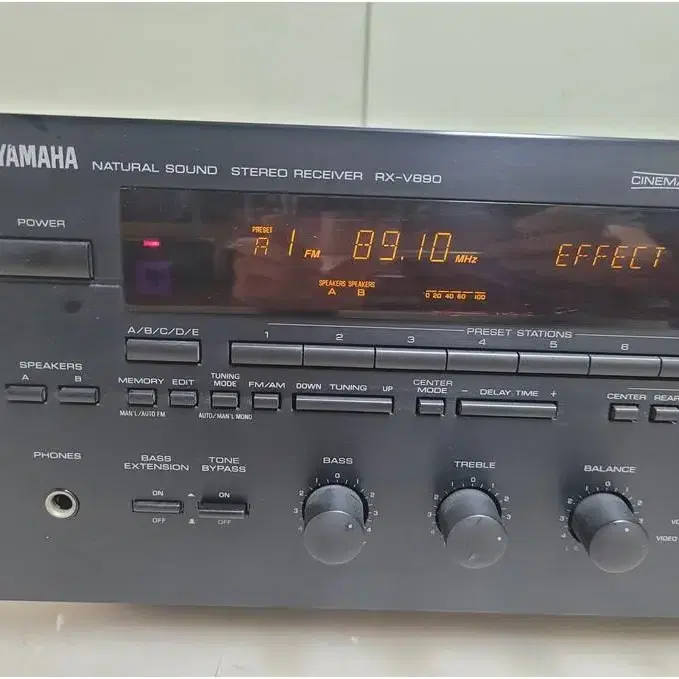 YAMAHA NATURAL SOUND STEREO RECEIVER RX-V890
CINEMA
POWER
PRESET
A 1 FM 89.10 MHz EFFECT
SPEAKERS SPEAKERS
A B
0 20 40 60 100
A/B/C/D/E
PRESET STATIONS
1 2 3 4 5 6
SPEAKERS
A B
MEMORY EDIT TUNING MODE FM/AM DOWN TUNING UP CENTER MODE - DELAY TIME + CENTER REAR
MAN'L/AUTO FM AUTO/MAN'L MONO
PHONES
BASS EXTENSION
TONE BYPASS
ON ON
OFF OFF
BASS TREBLE BALANCE
VIDEO